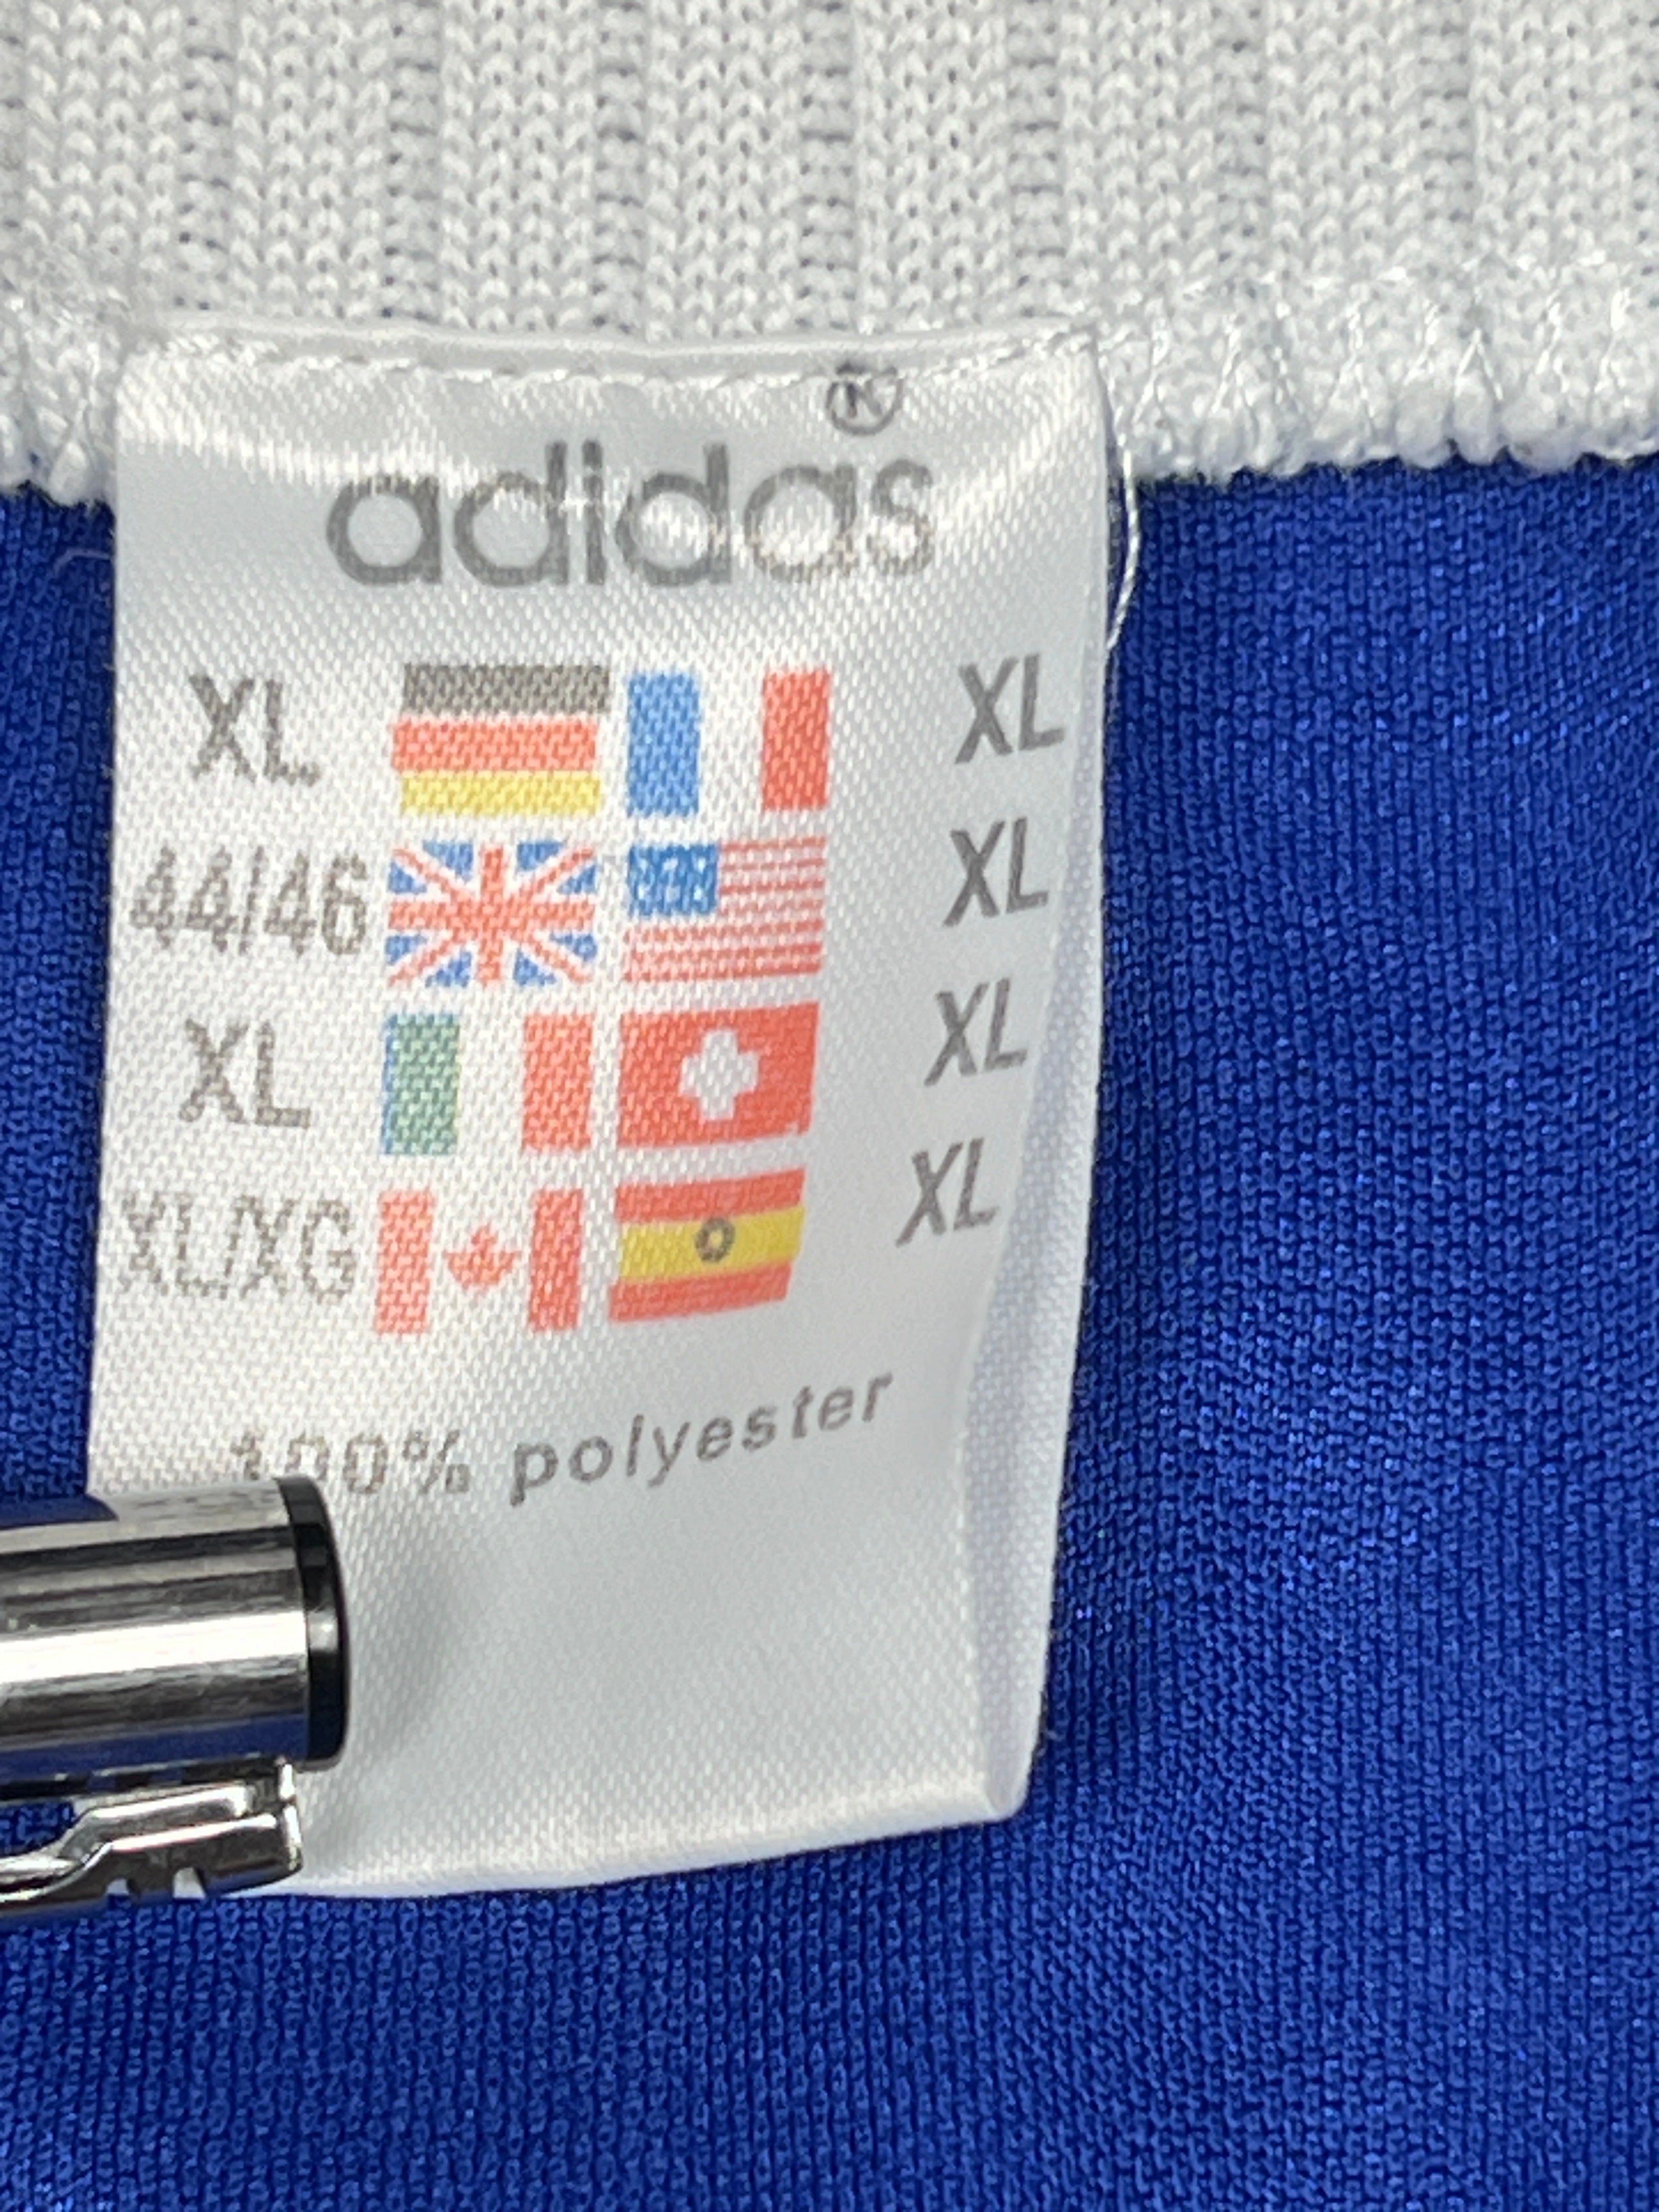 adidas®
XL XL
44/46 XL
XL XL
XL/XG XL
100% polyester